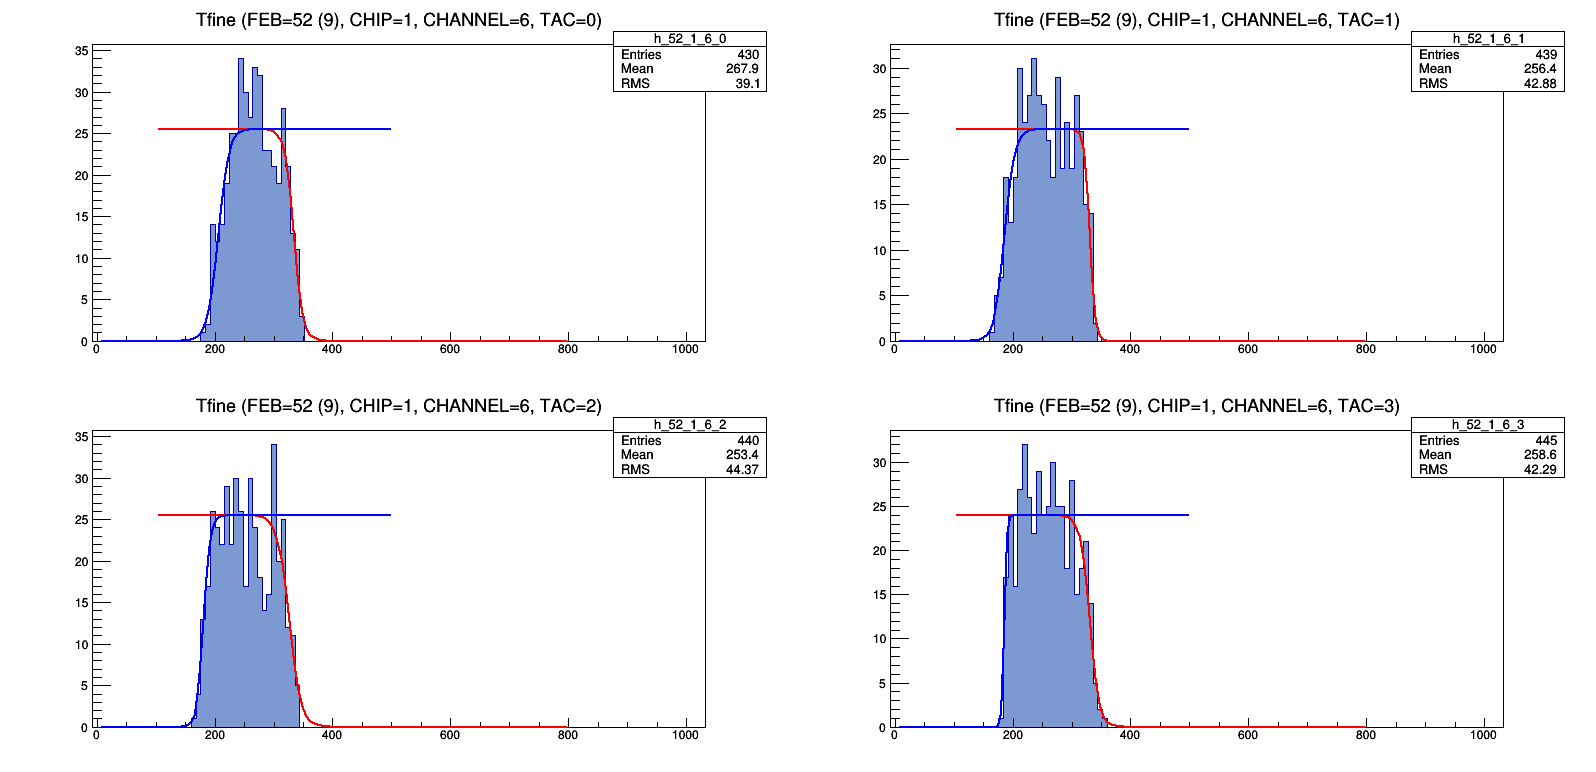 Tfine (FEB=52 (9), CHIP=1, CHANNEL=6, TAC=0)
h_52_1_6_0
Entries 430
Mean 267.9
RMS 39.1
35
30
25
20
15
10
5
0
0 200 400 600 800 1000
Tfine (FEB=52 (9), CHIP=1, CHANNEL=6, TAC=1)
h_52_1_6_1
Entries 439
Mean 256.4
RMS 42.88
30
25
20
15
10
5
0
0 200 400 600 800 1000
Tfine (FEB=52 (9), CHIP=1, CHANNEL=6, TAC=2)
h_52_1_6_2
Entries 440
Mean 253.4
RMS 44.37
35
30
25
20
15
10
5
0
0 200 400 600 800 1000
Tfine (FEB=52 (9), CHIP=1, CHANNEL=6, TAC=3)
h_52_1_6_3
Entries 445
Mean 258.6
RMS 42.29
30
25
20
15
10
5
0
0 200 400 600 800 1000